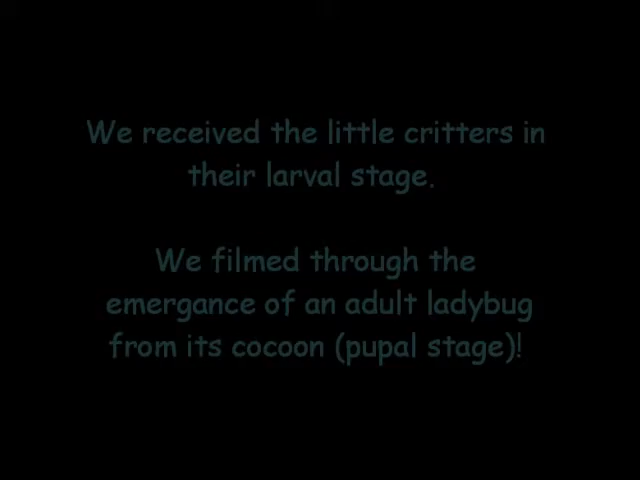 We received the little critters in
their larval stage.
We filmed through the
emergance of an adult ladybug
from its cocoon (pupal stage)!